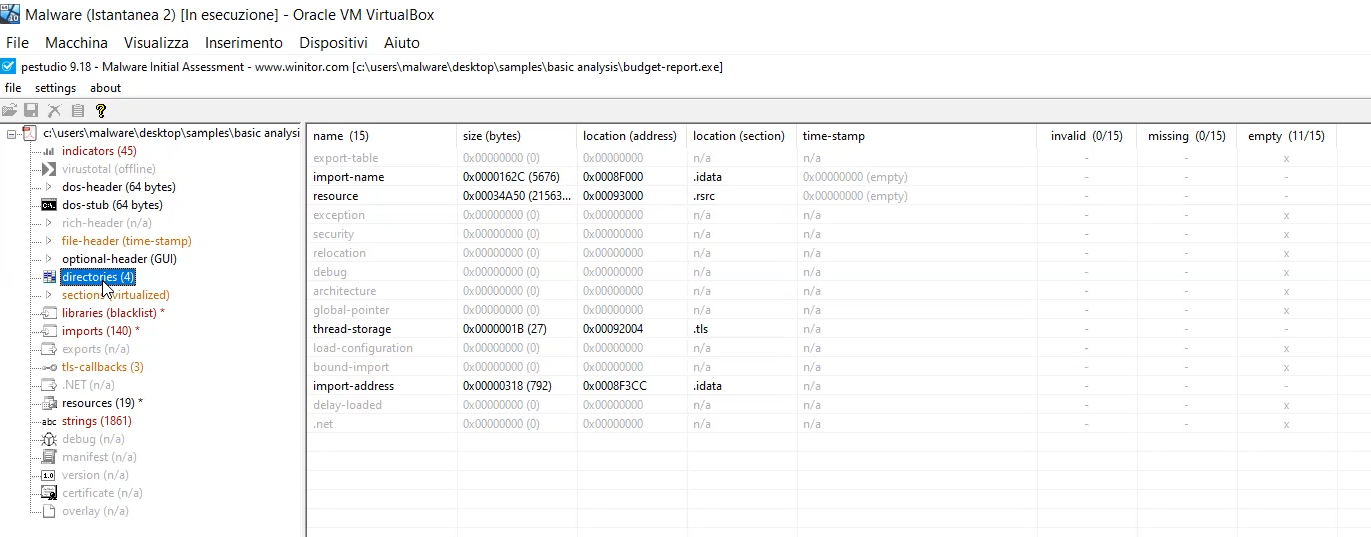 Malware (Istantanea 2) [In esecuzione] - Oracle VM VirtualBox
File Macchina Visualizza Inserimento Dispositivi Aiuto
pestudio 9.18 - Malware Initial Assessment - www.winitor.com [c:\users\malware\desktop\samples\basic analysis\budget-report.exe]
file settings about
c:\users\malware\desktop\samples\basic analysi
indicators (45)
virustotal (offline)
dos-header (64 bytes)
dos-stub (64 bytes)
rich-header (n/a)
file-header (time-stamp)
optional-header (GUI)
directories (4)
sections (virtualized)
libraries (blacklist) *
imports (140) *
exports (n/a)
tls-callbacks (3)
.NET (n/a)
resources (19) *
abc strings (1861)
debug (n/a)
manifest (n/a)
1.0 version (n/a)
certificate (n/a)
overlay (n/a)
name (15) size (bytes) location (address) location (section) time-stamp invalid (0/15) missing (0/15) empty (11/15)
export-table 0x00000000 (0) 0x00000000 n/a n/a - - x
import-name 0x0000162C (5676) 0x0008F000 .idata 0x00000000 (empty) - - -
resource 0x00034A50 (21563... 0x00093000 .rsrc 0x00000000 (empty) - - -
exception 0x00000000 (0) 0x00000000 n/a n/a - - x
security 0x00000000 (0) 0x00000000 n/a n/a - - x
relocation 0x00000000 (0) 0x00000000 n/a n/a - - x
debug 0x00000000 (0) 0x00000000 n/a n/a - - x
architecture 0x00000000 (0) 0x00000000 n/a n/a - - x
global-pointer 0x00000000 (0) 0x00000000 n/a n/a - - x
thread-storage 0x0000001B (27) 0x00092004 .tls n/a - - -
load-configuration 0x00000000 (0) 0x00000000 n/a n/a - - x
bound-import 0x00000000 (0) 0x00000000 n/a n/a - - x
import-address 0x00000318 (792) 0x0008F3CC .idata n/a - - -
delay-loaded 0x00000000 (0) 0x00000000 n/a n/a - - x
.net 0x00000000 (0) 0x00000000 n/a n/a - - x